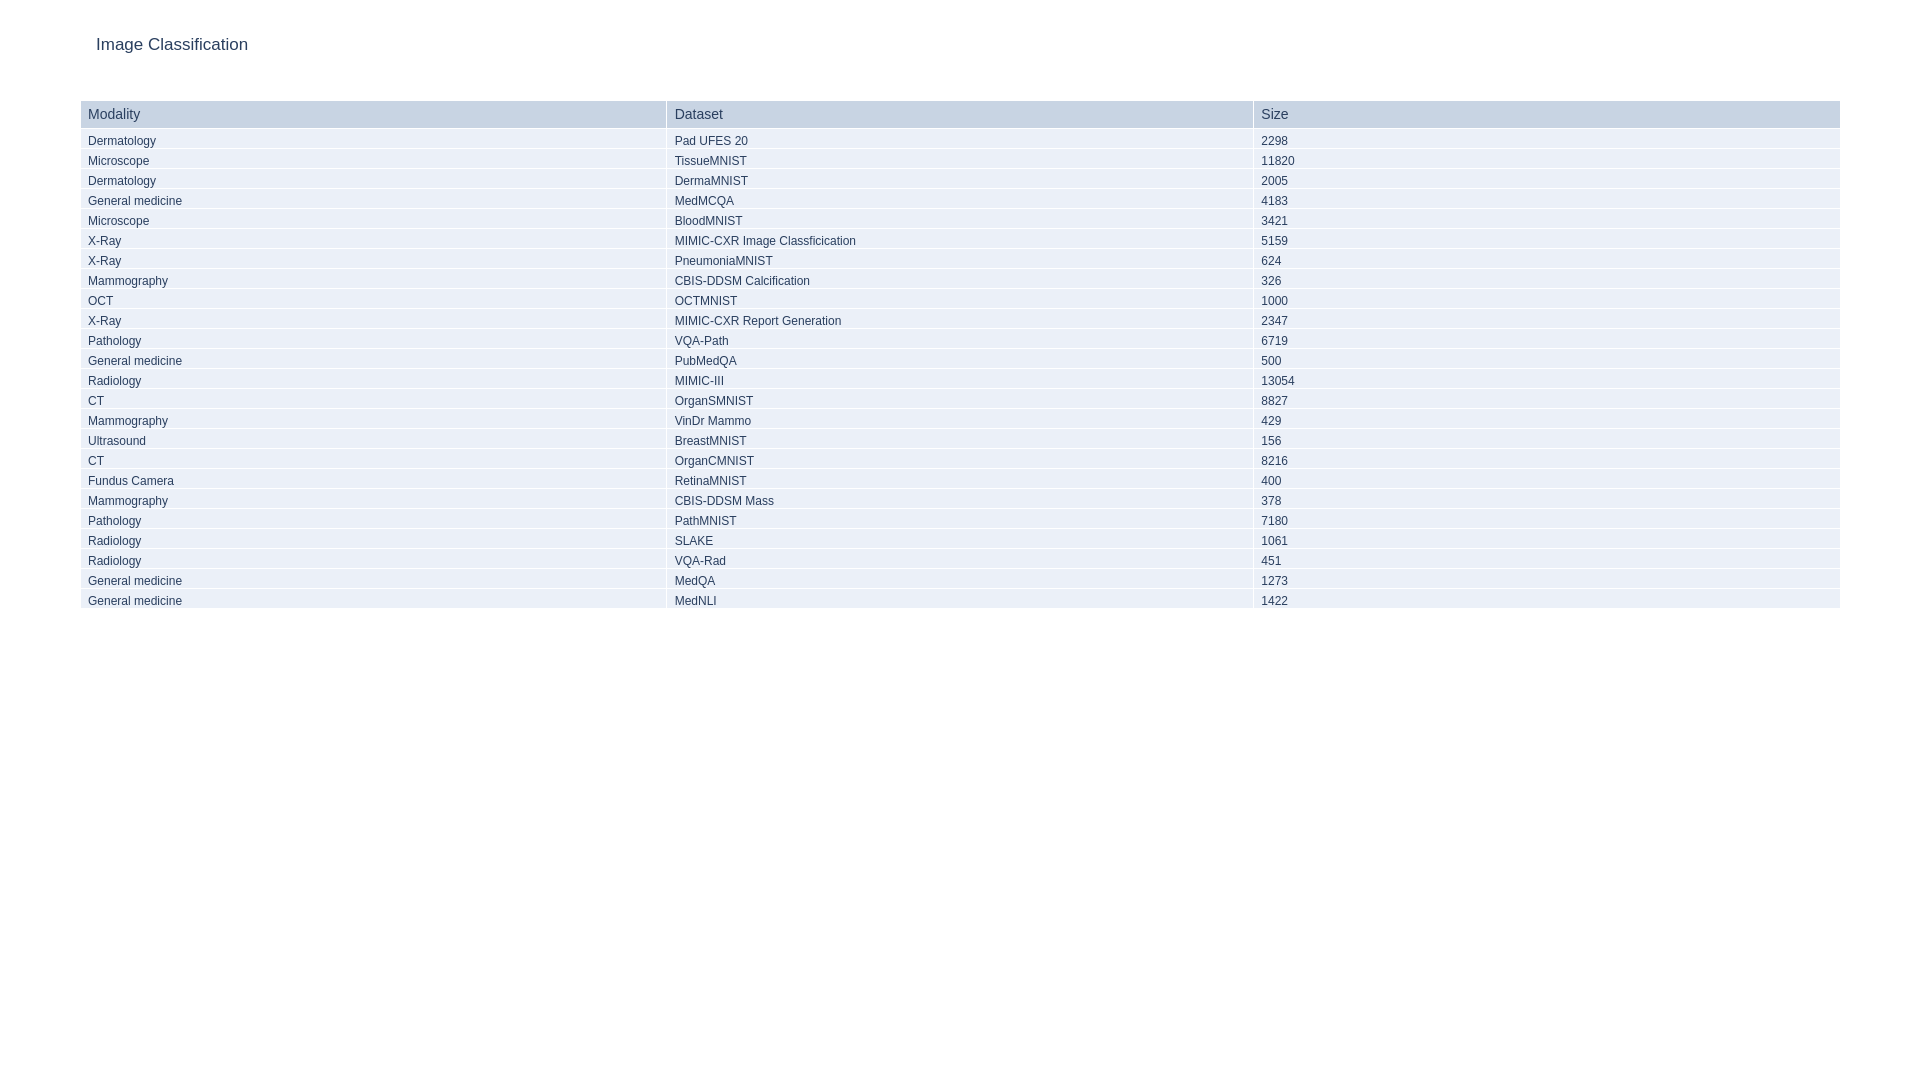 Image Classification
Modality Dataset Size
Dermatology Pad UFES 20 2298
Microscope TissueMNIST 11820
Dermatology DermaMNIST 2005
General medicine MedMCQA 4183
Microscope BloodMNIST 3421
X-Ray MIMIC-CXR Image Classficication 5159
X-Ray PneumoniaMNIST 624
Mammography CBIS-DDSM Calcification 326
OCT OCTMNIST 1000
X-Ray MIMIC-CXR Report Generation 2347
Pathology VQA-Path 6719
General medicine PubMedQA 500
Radiology MIMIC-III 13054
CT OrganSMNIST 8827
Mammography VinDr Mammo 429
Ultrasound BreastMNIST 156
CT OrganCMNIST 8216
Fundus Camera RetinaMNIST 400
Mammography CBIS-DDSM Mass 378
Pathology PathMNIST 7180
Radiology SLAKE 1061
Radiology VQA-Rad 451
General medicine MedQA 1273
General medicine MedNLI 1422